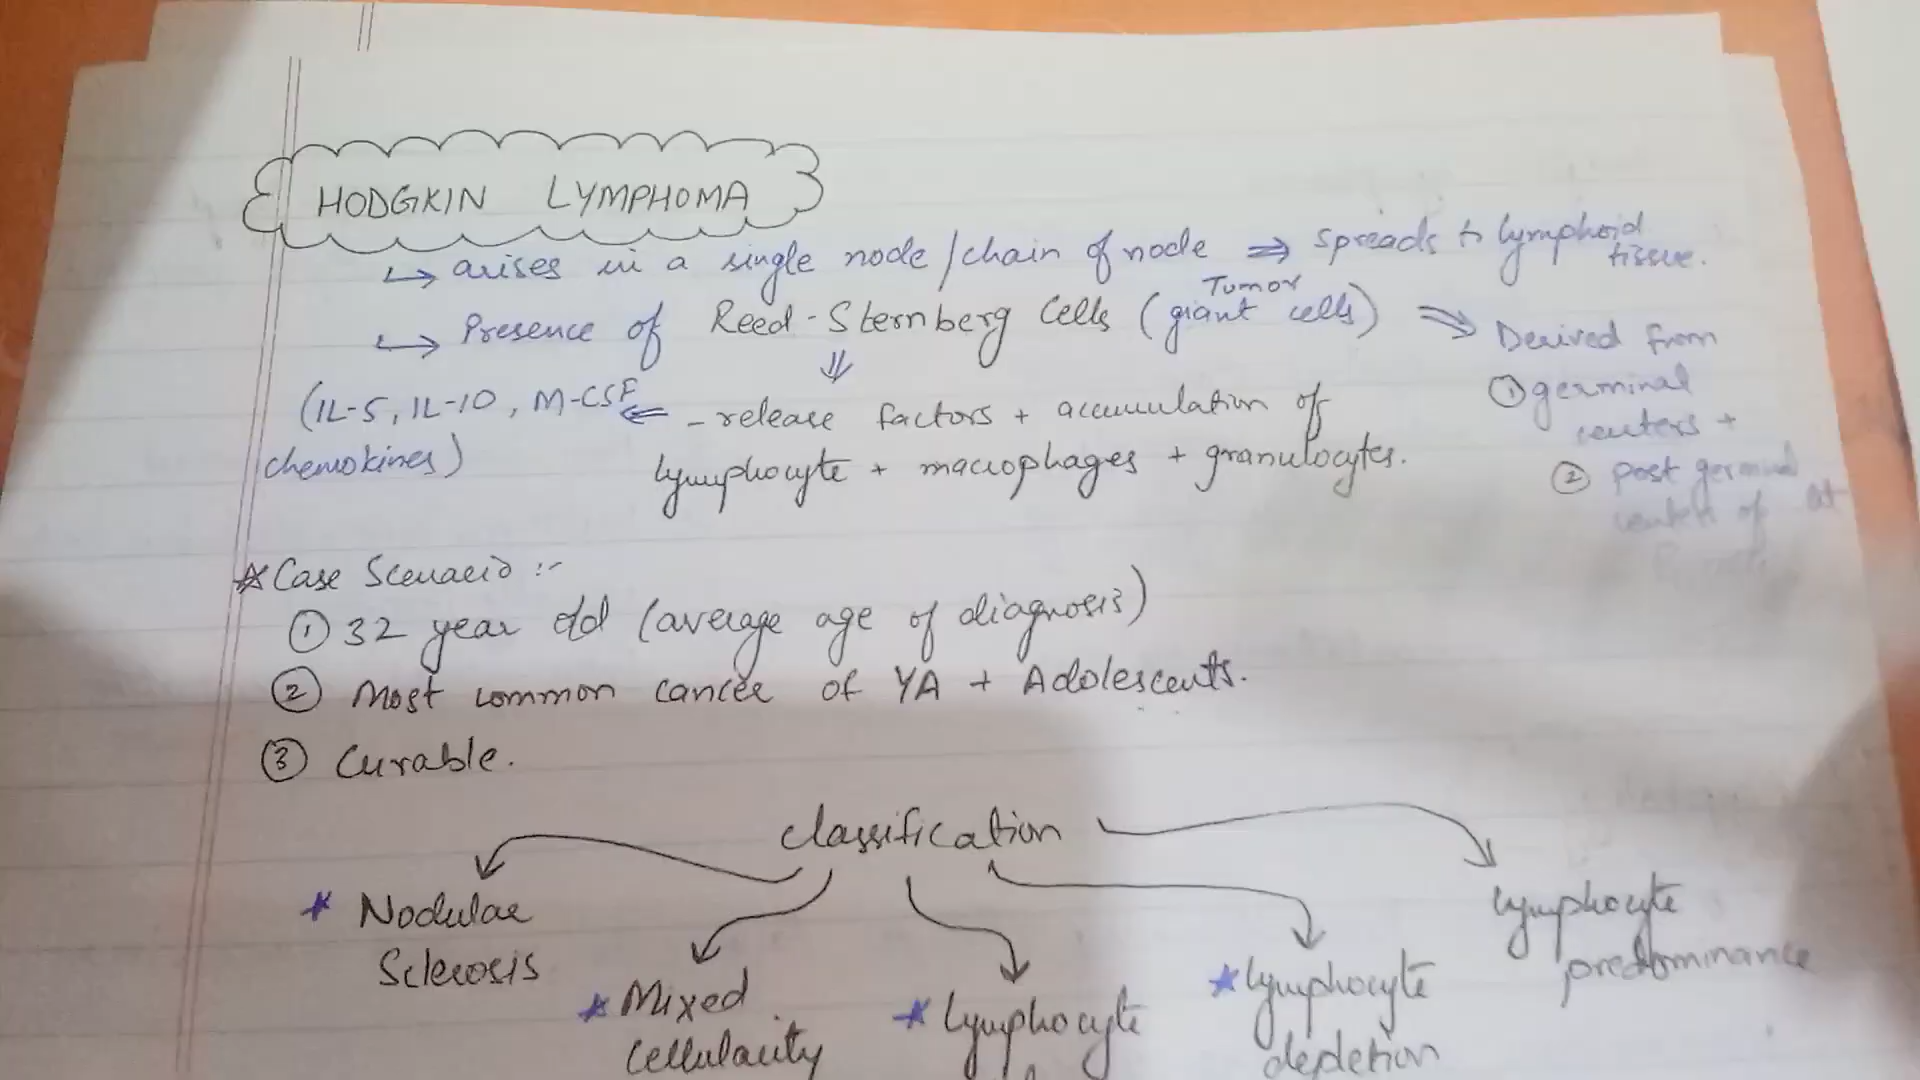 HODGKIN LYMPHOMA
↳ arises in a single node/chain of node ⇒ spreads to lymphoid tissue.
↳ Presence of Reed-Sternberg Cells (Tumor giant cells) ⇒ Derived from
① germinal centers +
② post germinal center of
⇓
- release factors + accumulation of
lymphocyte + macrophages + granulocytes.
⇐ (IL-5, IL-10, M-CSF
chemokines)
☆ Case Scenario :-
① 32 year old (average age of diagnosis)
② Most common cancer of YA + Adolescents.
③ Curable.
classification
* Nodular
Sclerosis
* Mixed
cellularity
* Lymphocyte
* Lymphocyte
depletion
lymphocyte
predominance